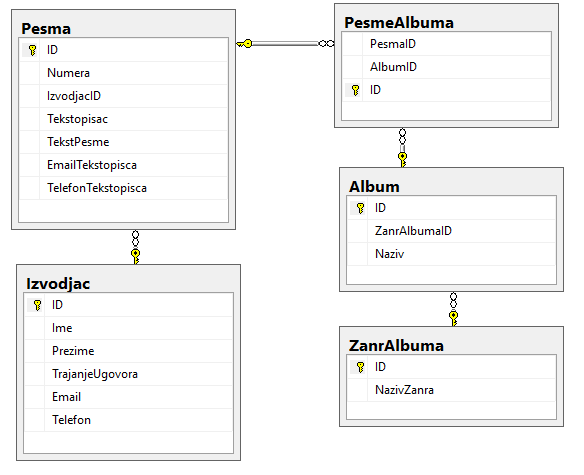 Pesma
ID
Numera
IzvodjacID
Tekstopisac
TekstPesme
EmailTekstopisca
TelefonTekstopisca
PesmeAlbuma
PesmaID
AlbumID
ID
Album
ID
ZanrAlbumaID
Naziv
Izvodjac
ID
Ime
Prezime
TrajanjeUgovora
Email
Telefon
ZanrAlbuma
ID
NazivZanra